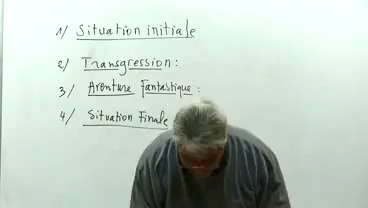 1/ Situation initiale
2/ Transgression :
3/ Aventure Fantastique :
4/ Situation Finale